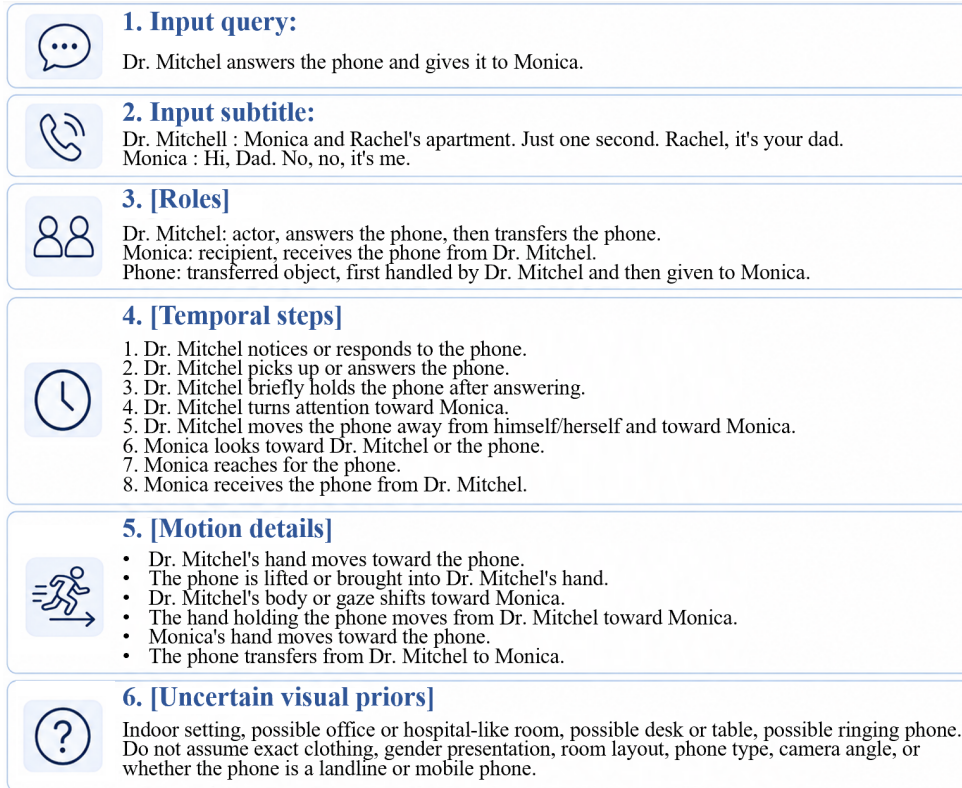 1. Input query:
Dr. Mitchel answers the phone and gives it to Monica.
2. Input subtitle:
Dr. Mitchell : Monica and Rachel's apartment. Just one second. Rachel, it's your dad.
Monica : Hi, Dad. No, no, it's me.
3. [Roles]
Dr. Mitchel: actor, answers the phone, then transfers the phone.
Monica: recipient, receives the phone from Dr. Mitchel.
Phone: transferred object, first handled by Dr. Mitchel and then given to Monica.
4. [Temporal steps]
1. Dr. Mitchel notices or responds to the phone.
2. Dr. Mitchel picks up or answers the phone.
3. Dr. Mitchel briefly holds the phone after answering.
4. Dr. Mitchel turns attention toward Monica.
5. Dr. Mitchel moves the phone away from himself/herself and toward Monica.
6. Monica looks toward Dr. Mitchel or the phone.
7. Monica reaches for the phone.
8. Monica receives the phone from Dr. Mitchel.
5. [Motion details]
• Dr. Mitchel's hand moves toward the phone.
• The phone is lifted or brought into Dr. Mitchel's hand.
• Dr. Mitchel's body or gaze shifts toward Monica.
• The hand holding the phone moves from Dr. Mitchel toward Monica.
• Monica's hand moves toward the phone.
• The phone transfers from Dr. Mitchel to Monica.
6. [Uncertain visual priors]
Indoor setting, possible office or hospital-like room, possible desk or table, possible ringing phone.
Do not assume exact clothing, gender presentation, room layout, phone type, camera angle, or
whether the phone is a landline or mobile phone.